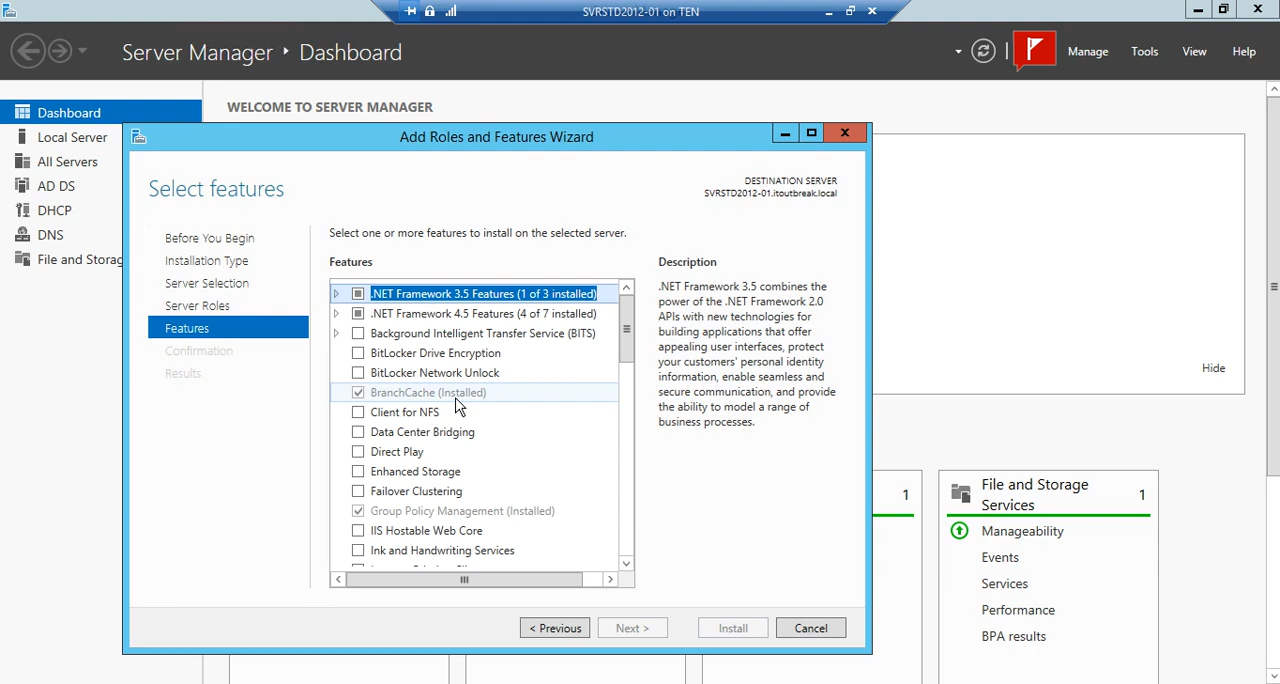 SVRSTD2012-01 on TEN
Server Manager ‣ Dashboard
Manage
Tools
View
Help
Dashboard
Local Server
All Servers
AD DS
DHCP
DNS
File and Storag
WELCOME TO SERVER MANAGER
Hide
Add Roles and Features Wizard
Select features
DESTINATION SERVER
SVRSTD2012-01.itoutbreak.local
Before You Begin
Installation Type
Server Selection
Server Roles
Features
Confirmation
Results
Select one or more features to install on the selected server.
Features
.NET Framework 3.5 Features (1 of 3 installed)
.NET Framework 4.5 Features (4 of 7 installed)
Background Intelligent Transfer Service (BITS)
BitLocker Drive Encryption
BitLocker Network Unlock
BranchCache (Installed)
Client for NFS
Data Center Bridging
Direct Play
Enhanced Storage
Failover Clustering
Group Policy Management (Installed)
IIS Hostable Web Core
Ink and Handwriting Services
Description
.NET Framework 3.5 combines the
power of the .NET Framework 2.0
APIs with new technologies for
building applications that offer
appealing user interfaces, protect
your customers' personal identity
information, enable seamless and
secure communication, and provide
the ability to model a range of
business processes.
< Previous
Next >
Install
Cancel
1
File and Storage
Services
1
Manageability
Events
Services
Performance
BPA results